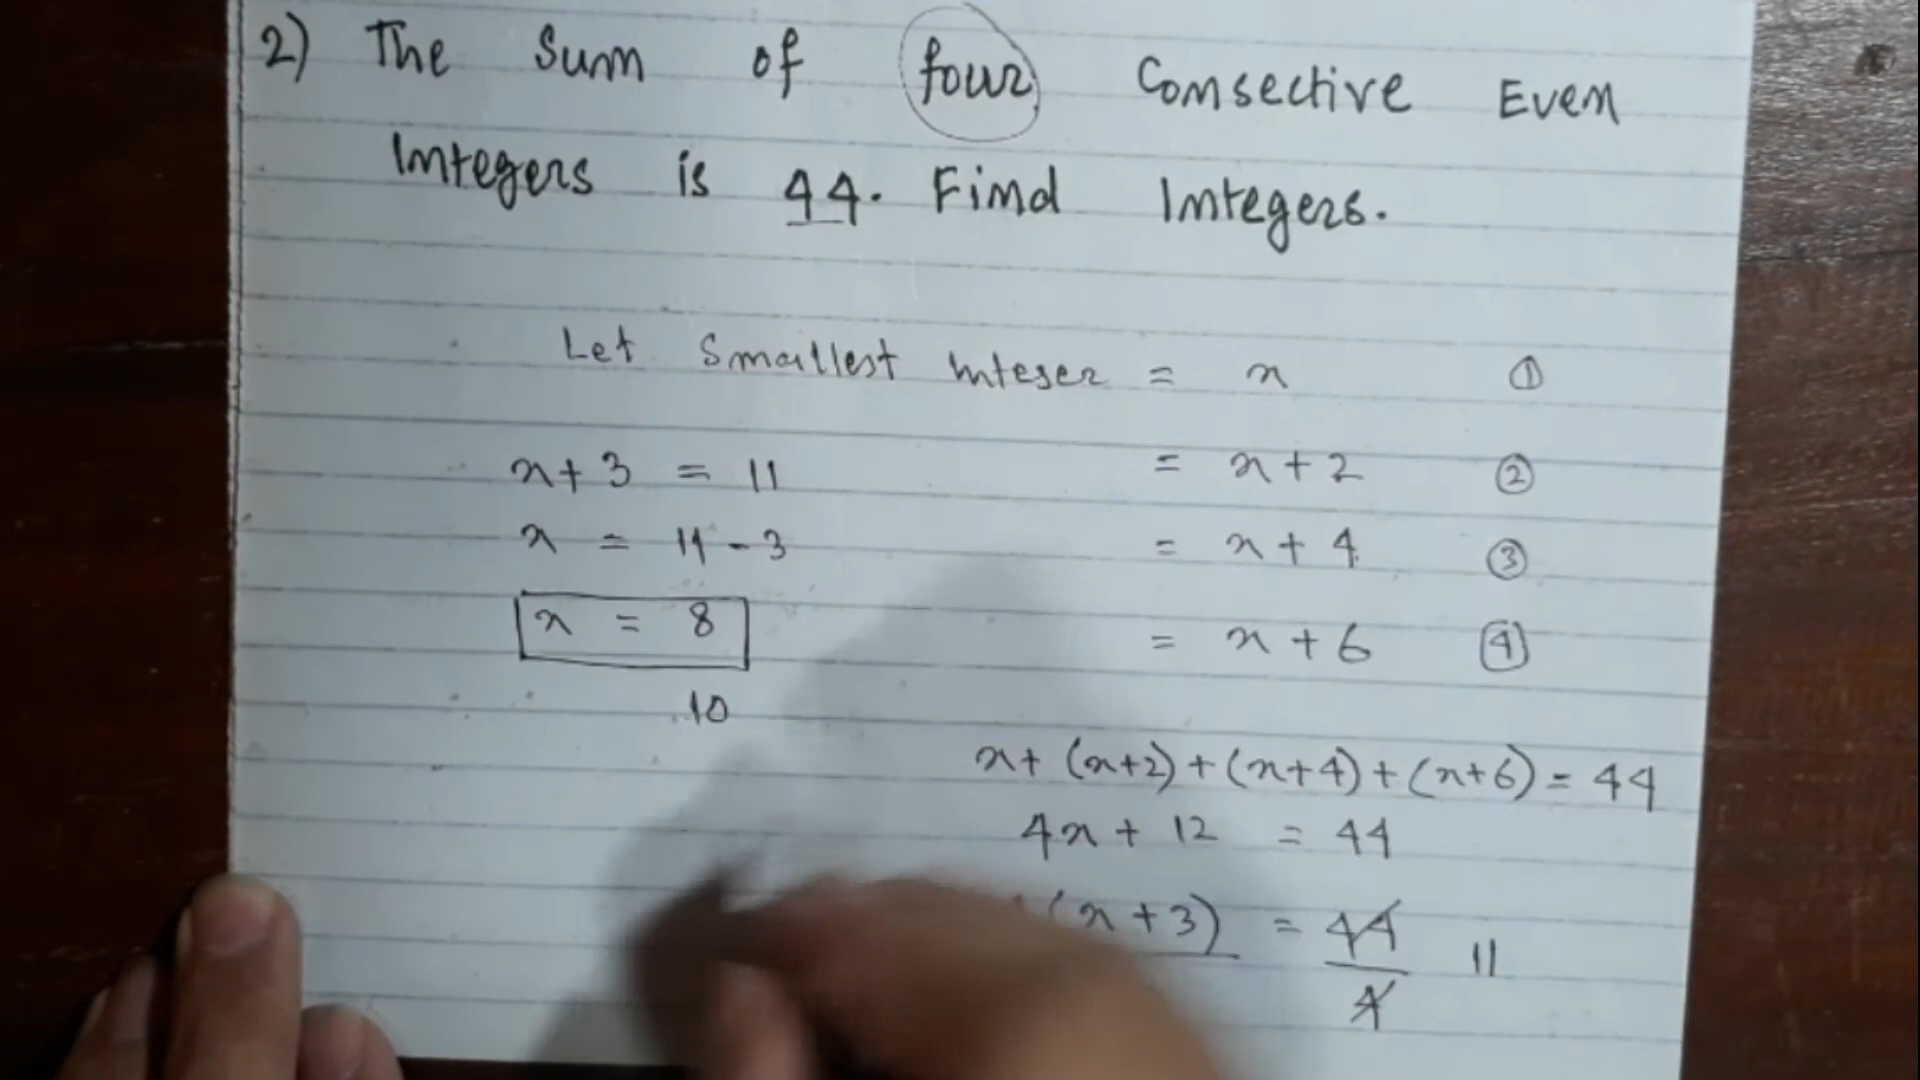 2) The Sum of four Consective Even
Integers is 44. Find Integers.
Let Smallest Integer = x ①
= x + 2 ②
= x + 4 ③
= x + 6 ④
x + 3 = 11
x = 11 - 3
x = 8
10
x + (x+2) + (x+4) + (x+6) = 44
4x + 12 = 44
(x + 3) = 44 11
4